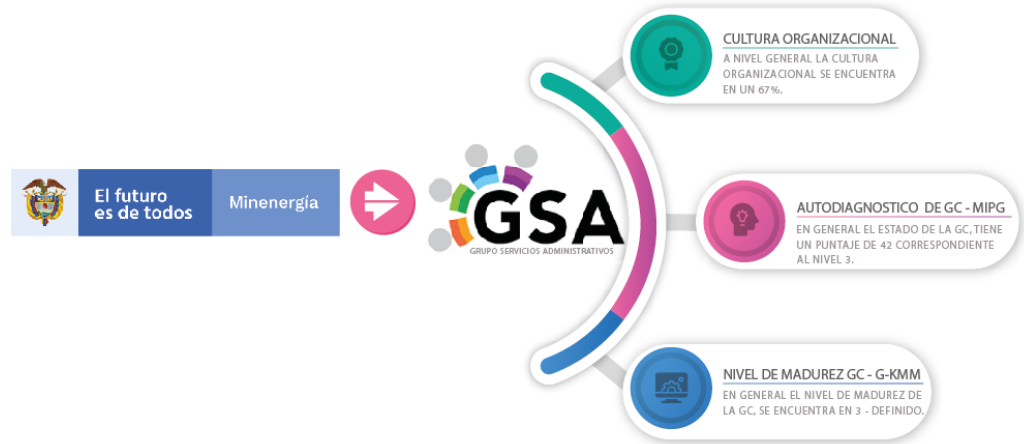 El futuro
es de todos
Minenergía
GSA
GRUPO SERVICIOS ADMINISTRATIVOS
CULTURA ORGANIZACIONAL
A NIVEL GENERAL LA CULTURA
ORGANIZACIONAL SE ENCUENTRA
EN UN 67%.
AUTODIAGNOSTICO DE GC - MIPG
EN GENERAL EL ESTADO DE LA GC, TIENE
UN PUNTAJE DE 42 CORRESPONDIENTE
AL NIVEL 3.
NIVEL DE MADUREZ GC - G-KMM
EN GENERAL EL NIVEL DE MADUREZ DE
LA GC, SE ENCUENTRA EN 3 - DEFINIDO.